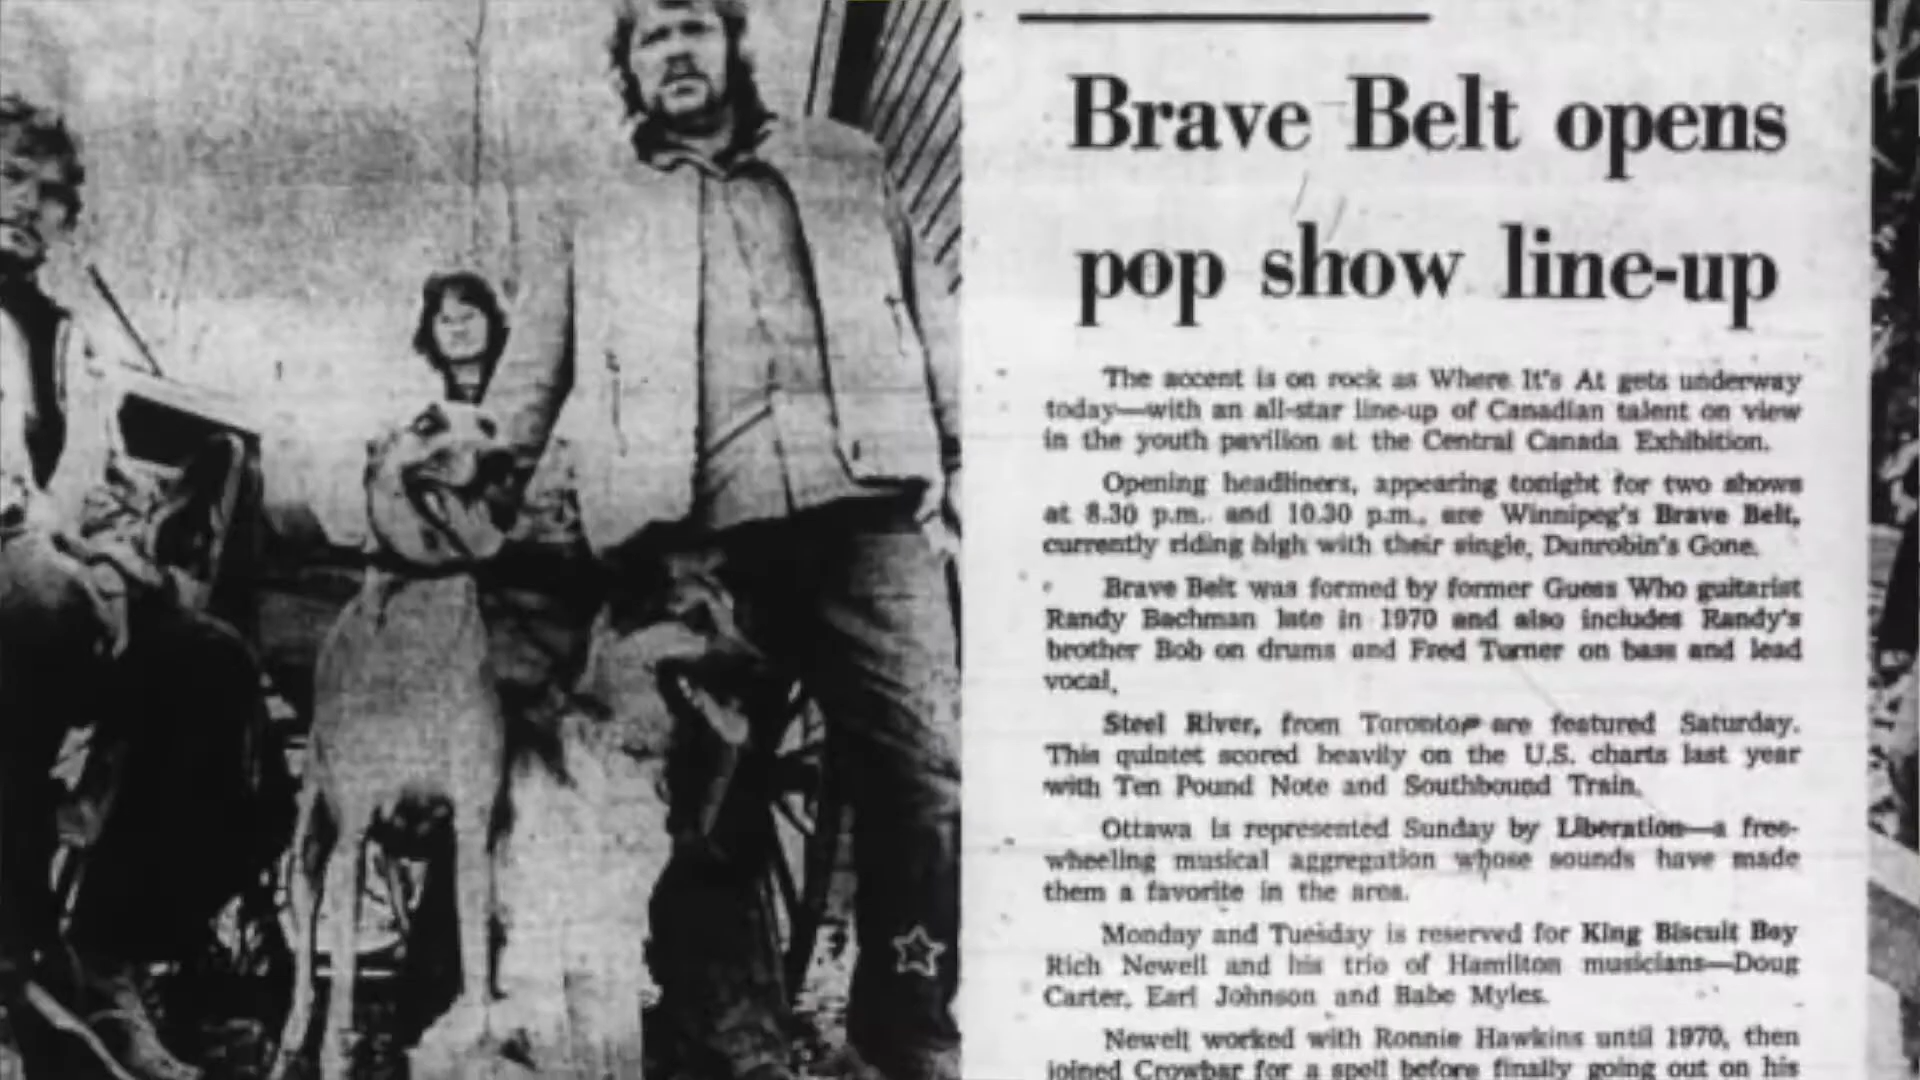 Brave Belt opens
pop show line-up
The accent is on rock as Where It's At gets underway
today—with an all-star line-up of Canadian talent on view
in the youth pavilion at the Central Canada Exhibition.
Opening headliners, appearing tonight for two shows
at 8.30 p.m. and 10.30 p.m., are Winnipeg's Brave Belt,
currently riding high with their single, Dunrobin's Gone.
Brave Belt was formed by former Guess Who guitarist
Randy Bachman late in 1970 and also includes Randy's
brother Bob on drums and Fred Turner on bass and lead
vocal.
Steel River, from Toronto are featured Saturday.
This quintet scored heavily on the U.S. charts last year
with Ten Pound Note and Southbound Train.
Ottawa is represented Sunday by Liberation—a free-
wheeling musical aggregation whose sounds have made
them a favorite in the area.
Monday and Tuesday is reserved for King Biscuit Boy
Rich Newell and his trio of Hamilton musicians—Doug
Carter, Earl Johnson and Babe Myles.
Newell worked with Ronnie Hawkins until 1970, then
joined Crowbar for a spell before finally going out on his